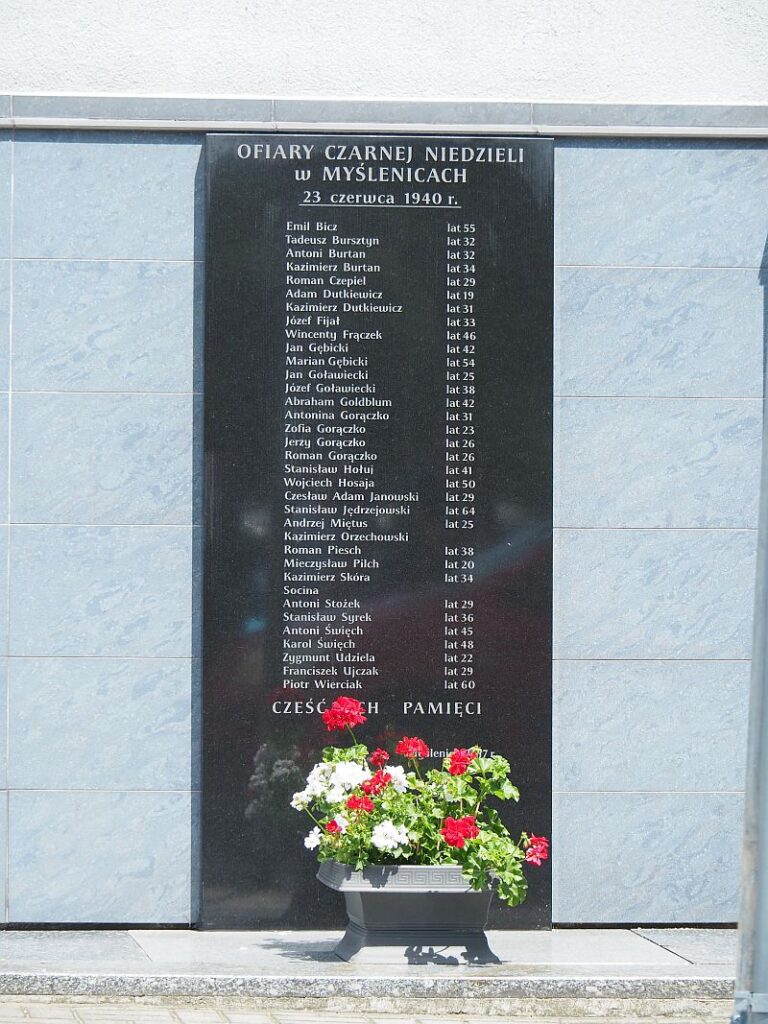 OFIARY CZARNEJ NIEDZIELI
w MYŚLENICACH
23 czerwca 1940 r.
Emil Bicz lat 55
Tadeusz Bursztyn lat 32
Antoni Burtan lat 32
Kazimierz Burtan lat 34
Roman Czepiel lat 29
Adam Dutkiewicz lat 19
Kazimierz Dutkiewicz lat 31
Józef Fijał lat 33
Wincenty Frączek lat 46
Jan Gębicki lat 42
Marian Gębicki lat 54
Jan Goławiecki lat 25
Józef Goławiecki lat 38
Abraham Goldblum lat 42
Antonina Gorączko lat 31
Zofia Gorączko lat 23
Jerzy Gorączko lat 26
Roman Gorączko lat 26
Stanisław Hołuj lat 41
Wojciech Hosaja lat 50
Czesław Adam Janowski lat 29
Stanisław Jędrzejowski lat 64
Andrzej Miętus lat 25
Kazimierz Orzechowski
Roman Piesch lat 38
Mieczysław Pilch lat 20
Kazimierz Skóra lat 34
Socina
Antoni Stożek lat 29
Stanisław Syrek lat 36
Antoni Święch lat 45
Karol Święch lat 48
Zygmunt Udziela lat 22
Franciszek Ujczak lat 29
Piotr Wierciak lat 60
CZEŚĆ PAMIĘCI
r.